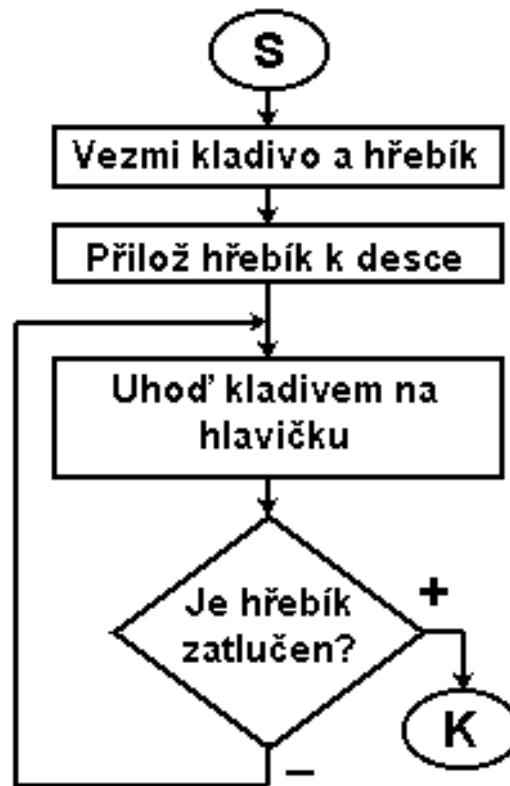 S
Vezmi kladivo a hřebík
Přilož hřebík k desce
Uhoď kladivem na
hlavičku
Je hřebík
zatlučen?
+
K
–